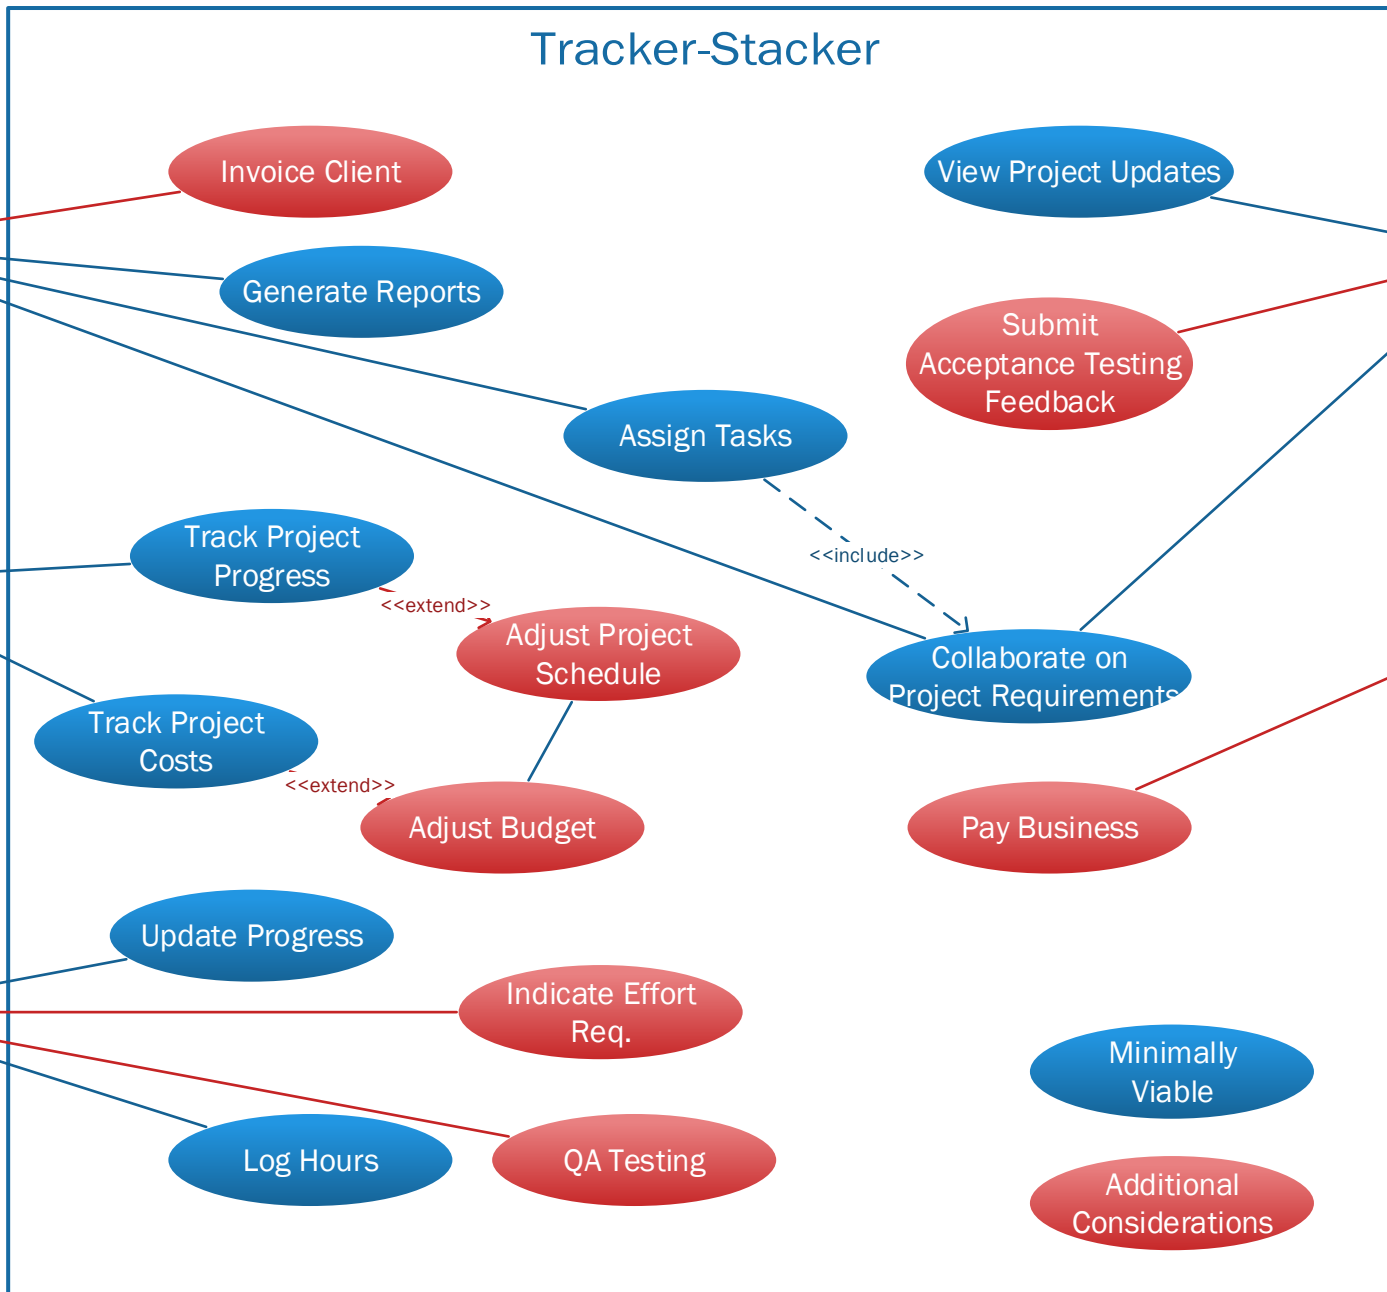 Tracker-Stacker
Invoice Client
View Project Updates
Generate Reports
Submit
Acceptance Testing
Feedback
Assign Tasks
Track Project
Progress
<<include>>
<<extend>>
Adjust Project
Schedule
Collaborate on
Project Requirements
Track Project
Costs
<<extend>>
Adjust Budget
Pay Business
Update Progress
Indicate Effort
Req.
Minimally
Viable
Log Hours
QA Testing
Additional
Considerations